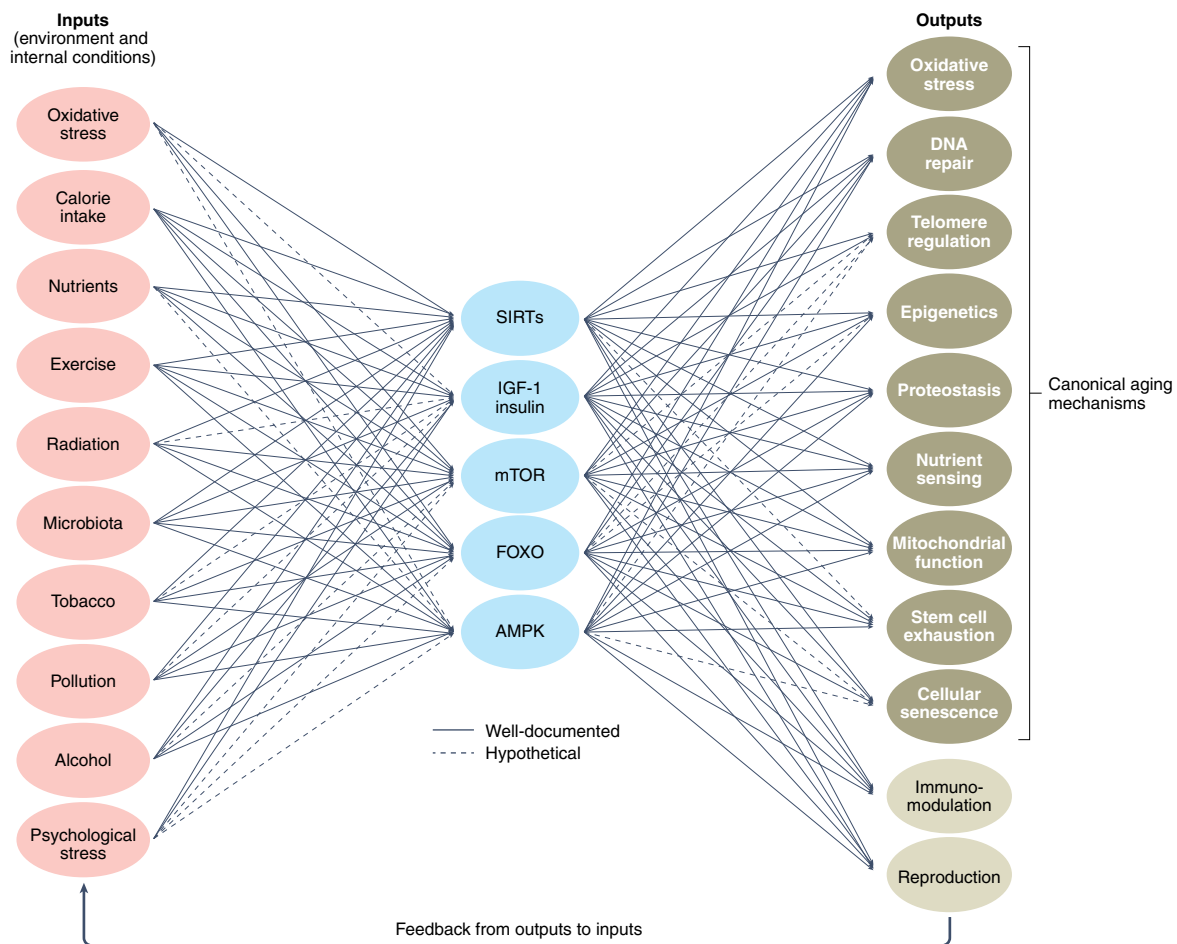 Inputs
(environment and
internal conditions)
Oxidative
stress
Calorie
intake
Nutrients
Exercise
Radiation
Microbiota
Tobacco
Pollution
Alcohol
Psychological
stress
SIRTs
IGF-1
insulin
mTOR
FOXO
AMPK
Well-documented
Hypothetical
Outputs
Oxidative
stress
DNA
repair
Telomere
regulation
Epigenetics
Proteostasis
Nutrient
sensing
Mitochondrial
function
Stem cell
exhaustion
Cellular
senescence
Immuno-
modulation
Reproduction
Canonical aging
mechanisms
Feedback from outputs to inputs